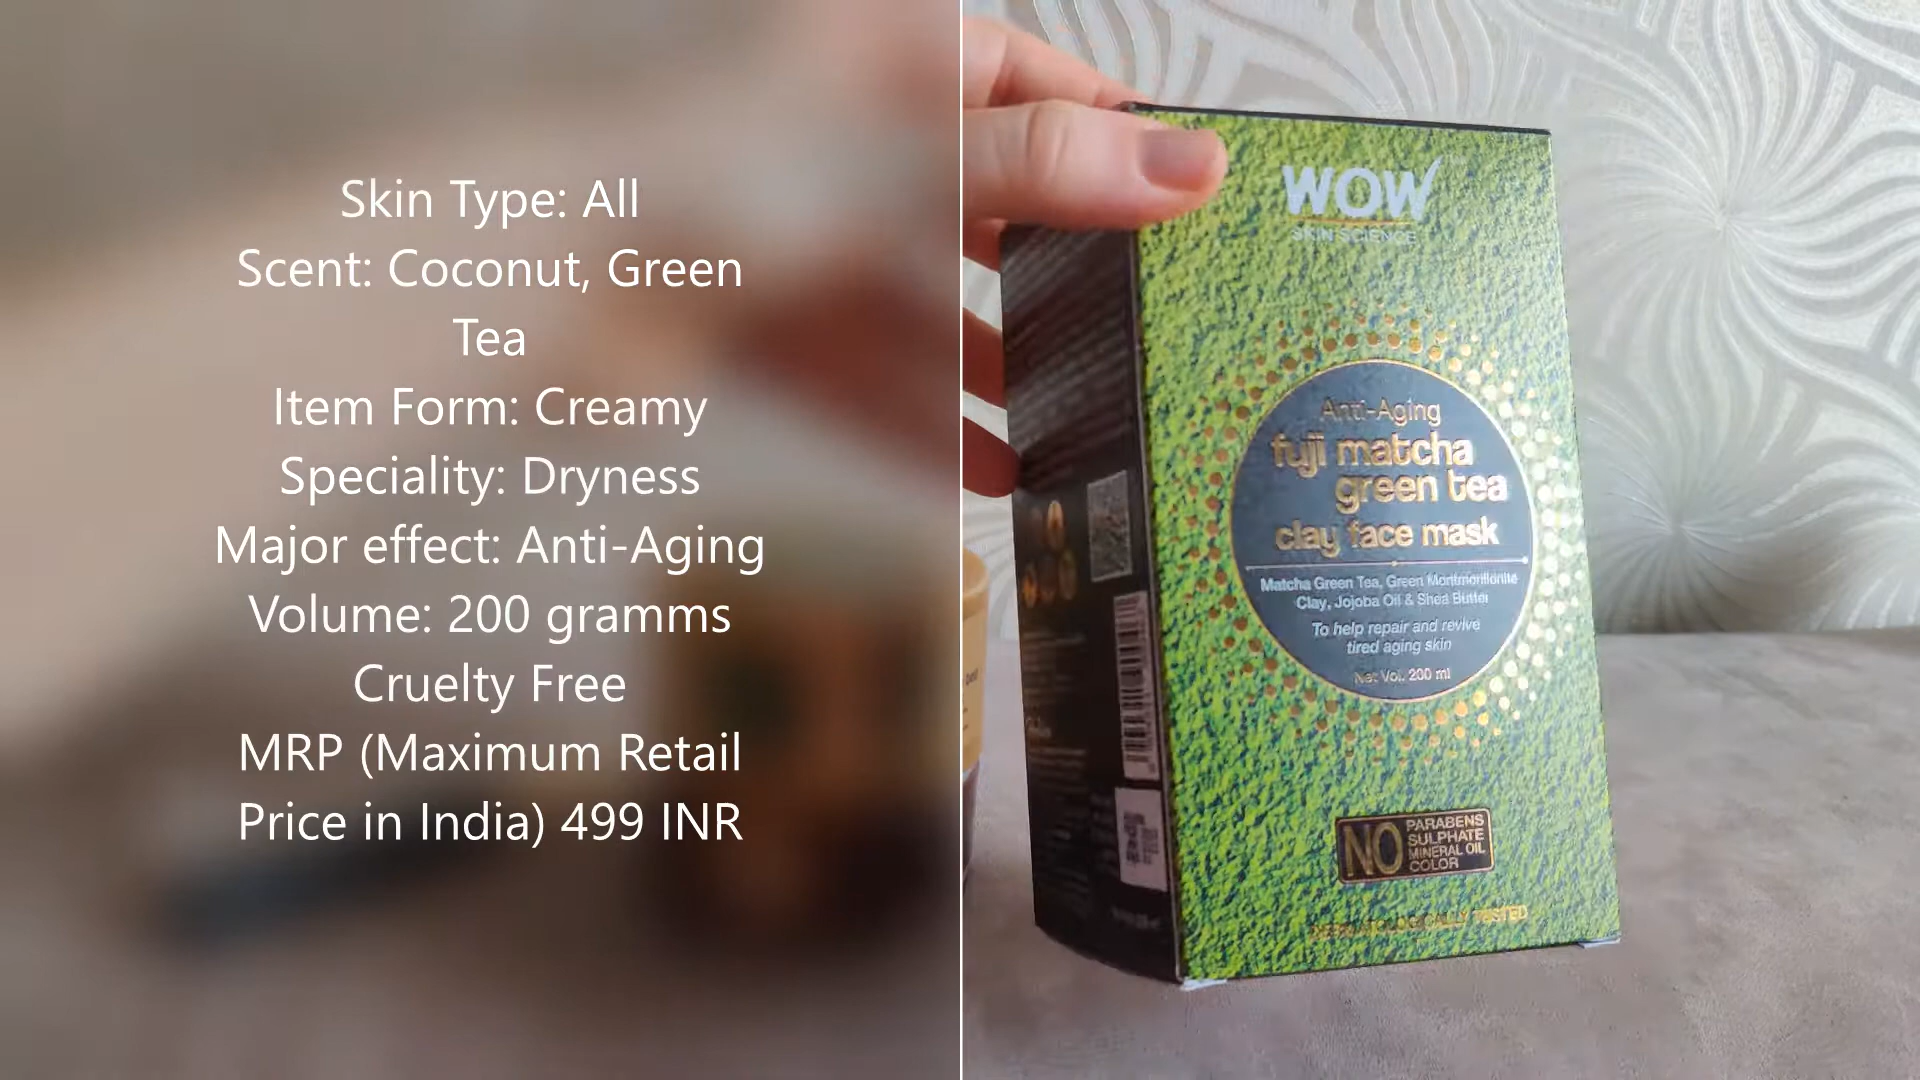 Skin Type: All
Scent: Coconut, Green
Tea
Item Form: Creamy
Speciality: Dryness
Major effect: Anti-Aging
Volume: 200 gramms
Cruelty Free
MRP (Maximum Retail
Price in India) 499 INR
WOW
SKIN SCIENCE
Anti-Aging
fuji matcha
green tea
clay face mask
Matcha Green Tea, Green Montmorillonite
Clay, Jojoba Oil & Shea Butter
To help repair and revive
tired aging skin
Net Vol. 200 ml
NO
PARABENS
SULPHATE
MINERAL OIL
COLOR
DERMATOLOGICALLY TESTED